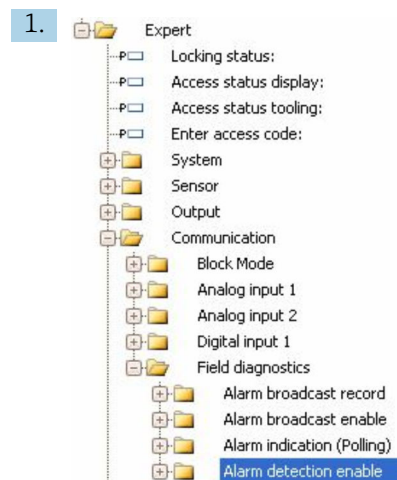 1.
Expert
Locking status:
Access status display:
Access status tooling:
Enter access code:
System
Sensor
Output
Communication
Block Mode
Analog input 1
Analog input 2
Digital input 1
Field diagnostics
Alarm broadcast record
Alarm broadcast enable
Alarm indication (Polling)
Alarm detection enable